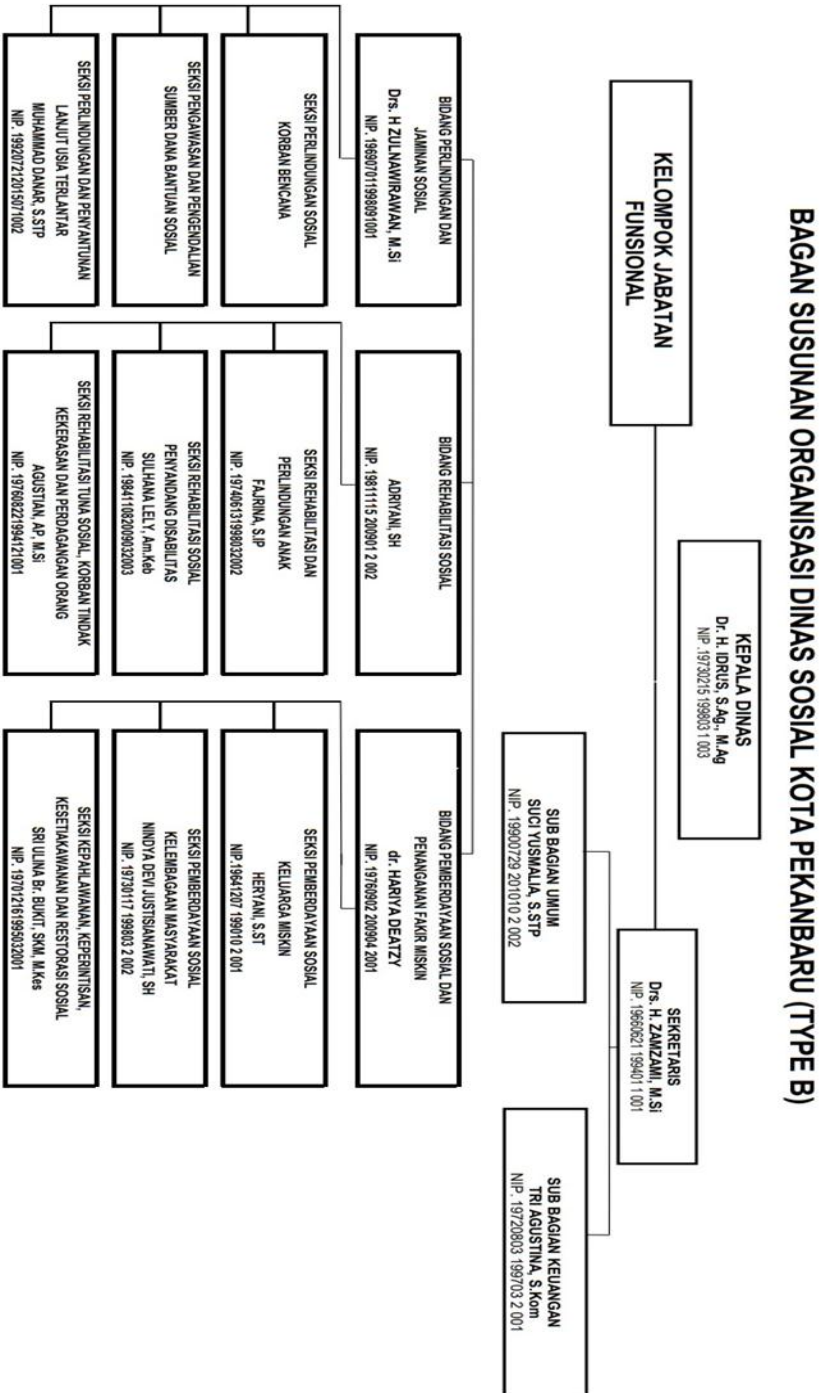 BAGAN SUSUNAN ORGANISASI DINAS SOSIAL KOTA PEKANBARU (TYPE B)
KEPALA DINAS
Dr. H. IDRUS, S.Ag., M.Ag
NIP .19730215 199803 1 003
KELOMPOK JABATAN
FUNSIONAL
SEKRETARIS
Drs. H. ZAMZAMI, M.Si
NIP. 19660621 199401 1 001
SUB BAGIAN UMUM
SUCI YUSMALIA, S.STP
NIP. 19900729 201010 2 002
SUB BAGIAN KEUANGAN
TRI AGUSTINA, S.Kom
NIP. 19720803 199703 2 001
BIDANG PERLINDUNGAN DAN
JAMINAN SOSIAL
Drs. H ZULNAWIRAWAN, M.Si
NIP. 196907011998091001
SEKSI PERLINDUNGAN SOSIAL
KORBAN BENCANA
SEKSI PENGAWASAN DAN PENGENDALIAN
SUMBER DANA BANTUAN SOSIAL
SEKSI PERLINDUNGAN DAN PENYANTUNAN
LANJUT USIA TERLANTAR
MUHAMMAD DANAR, S.STP
NIP. 199207212015071002
BIDANG REHABILITASI SOSIAL
ADRIYANI, SH
NIP. 19811115 200901 2 002
SEKSI REHABILITASI DAN
PERLINDUNGAN ANAK
FAJRINA, S.IP
NIP. 197406131998032002
SEKSI REHABILITASI SOSIAL
PENYANDANG DISABILITAS
SULHANA LELY, Am.Keb
NIP. 198411082009032003
SEKSI REHABILITASI TUNA SOSIAL, KORBAN TINDAK
KEKERASAN DAN PERDAGANGAN ORANG
AGUSTIAN, AP, M.Si
NIP. 197608221994121001
BIDANG PEMBERDAYAAN SOSIAL DAN
PENANGANAN FAKIR MISKIN
dr. HARIYA DEATZY
NIP. 19760902 200904 2001
SEKSI PEMBERDAYAAN SOSIAL
KELUARGA MISKIN
HERYANI, S.ST
NIP.19641207 199010 2 001
SEKSI PEMBERDAYAAN SOSIAL
KELEMBAGAAN MASYARAKAT
NINDYA DEVI JUSTISIANAWATI, SH
NIP. 19730117 199803 2 002
SEKSI KEPAHLAWANAN, KEPERINTISAN,
KESETIAKAWANAN DAN RESTORASI SOSIAL
SRI ULINA Br. BUKIT, SKM, M.Kes
NIP. 197012161995032001